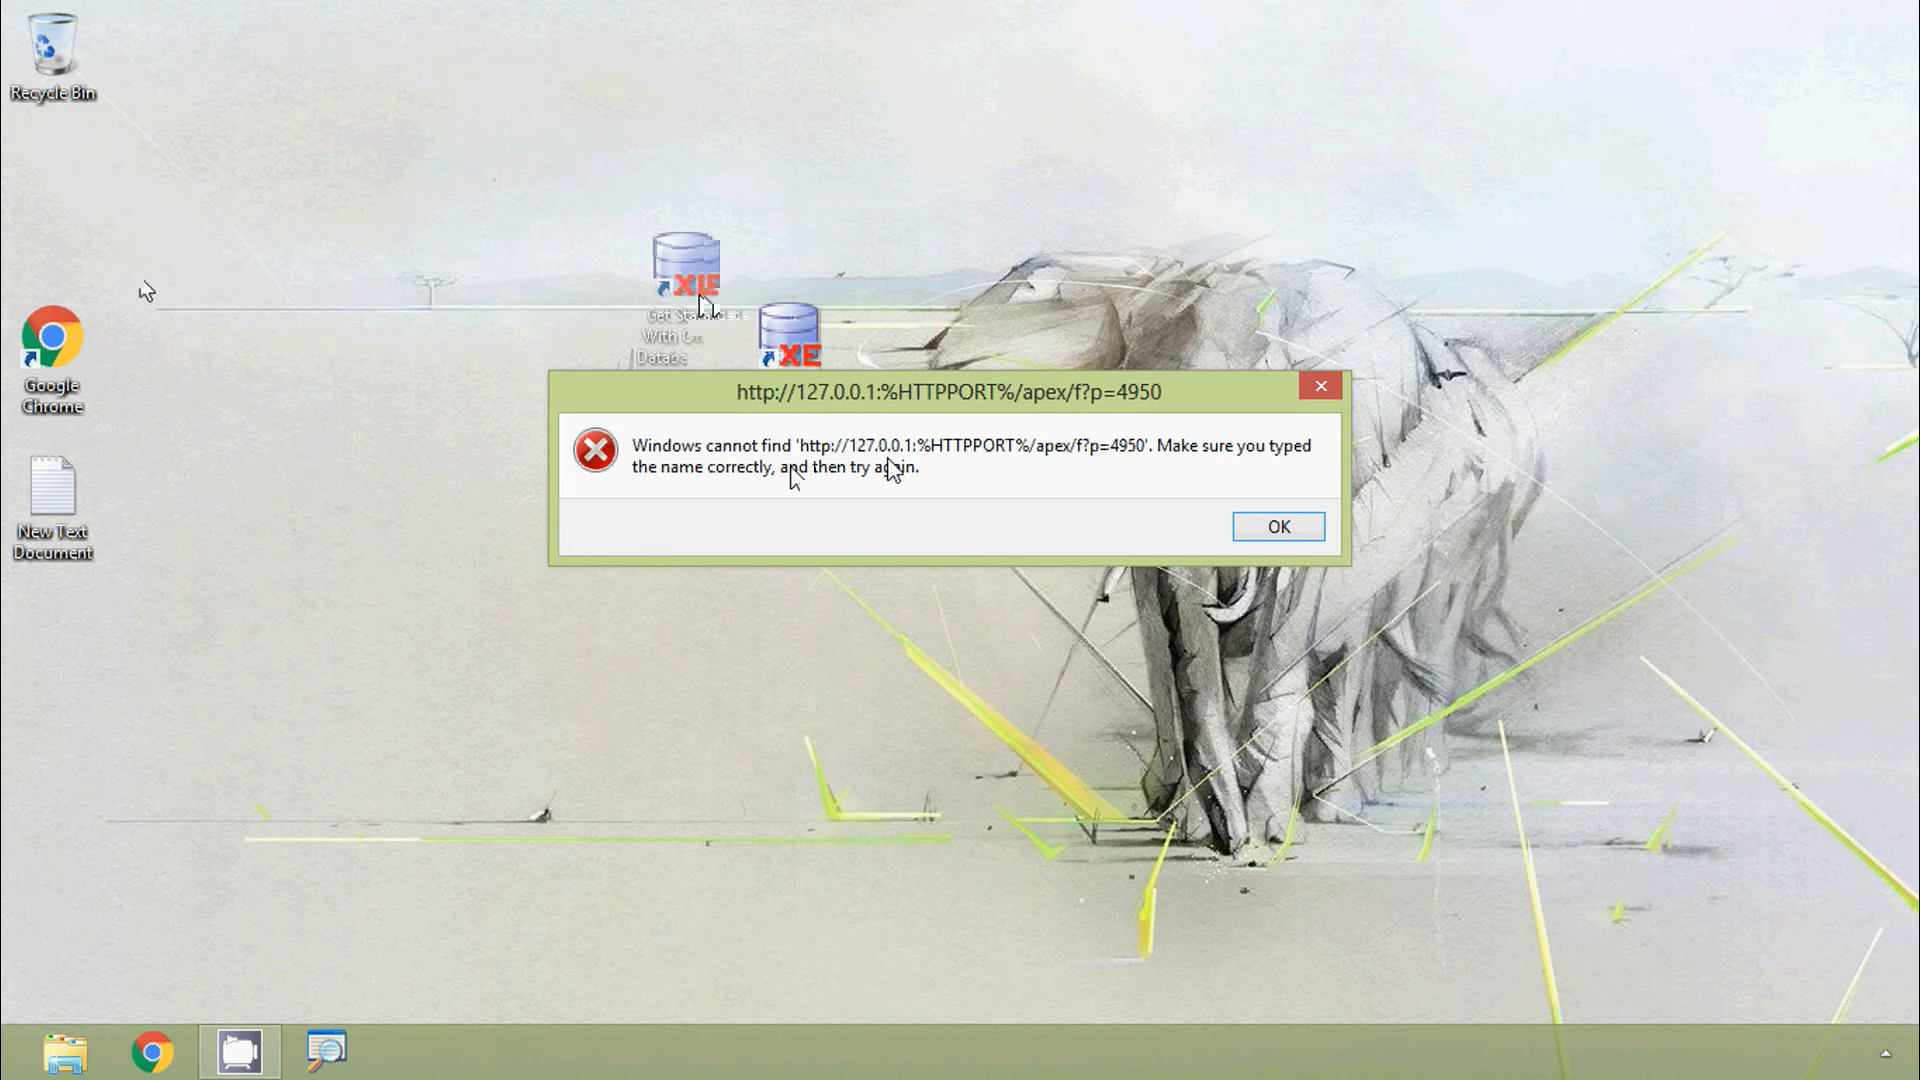 Recycle Bin
XE
Get
With
XE
http://127.0.0.1:%HTTPPORT%/apex/f?p=4950
Windows cannot find 'http://127.0.0.1:%HTTPPORT%/apex/f?p=4950'. Make sure you typed
the name correctly, and then try again.
OK
Google
Chrome
New Text
Document